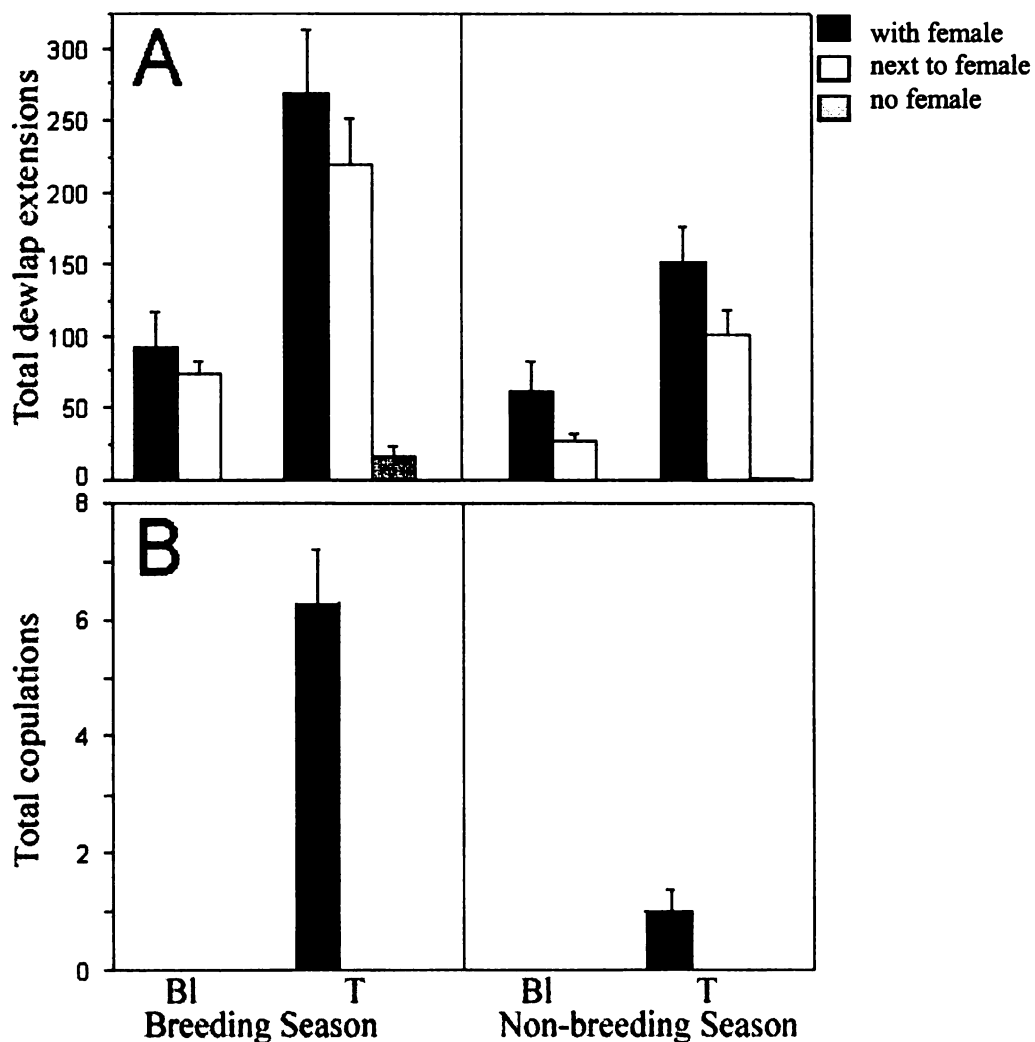 A
with female
next to female
no female
Total dewlap extensions
300
250
200
150
100
50
0
B
Total copulations
8
6
4
2
0
Bl T Bl T
Breeding Season Non-breeding Season